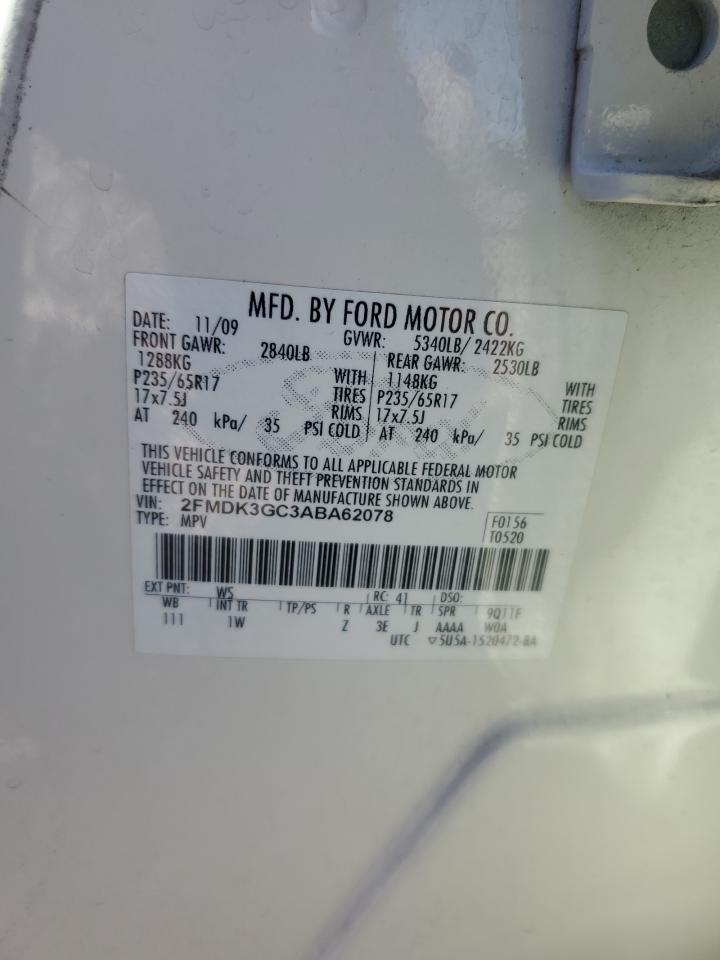 MFD. BY FORD MOTOR CO.
DATE: 11/09 GVWR: 5340LB/ 2422KG
FRONT GAWR: 2840LB REAR GAWR: 2530LB
1288KG WITH 1148KG WITH
P235/65R17 TIRES P235/65R17 TIRES
17x7.5J RIMS 17x7.5J RIMS
AT 240 kPa/ 35 PSI COLD AT 240 kPa/ 35 PSI COLD
THIS VEHICLE CONFORMS TO ALL APPLICABLE FEDERAL MOTOR
VEHICLE SAFETY AND THEFT PREVENTION STANDARDS IN
EFFECT ON THE DATE OF MANUFACTURE SHOWN ABOVE.
VIN: 2FMDK3GC3ABA62078
TYPE: MPV F0156
T0520
EXT PNT: WS RC: 41 DSO:
WB INT TR TP/PS R AXLE TR SPR 9Q11F
111 1W Z 3E J AAAA W0A
UTC ▽5U5A-1520472-BA